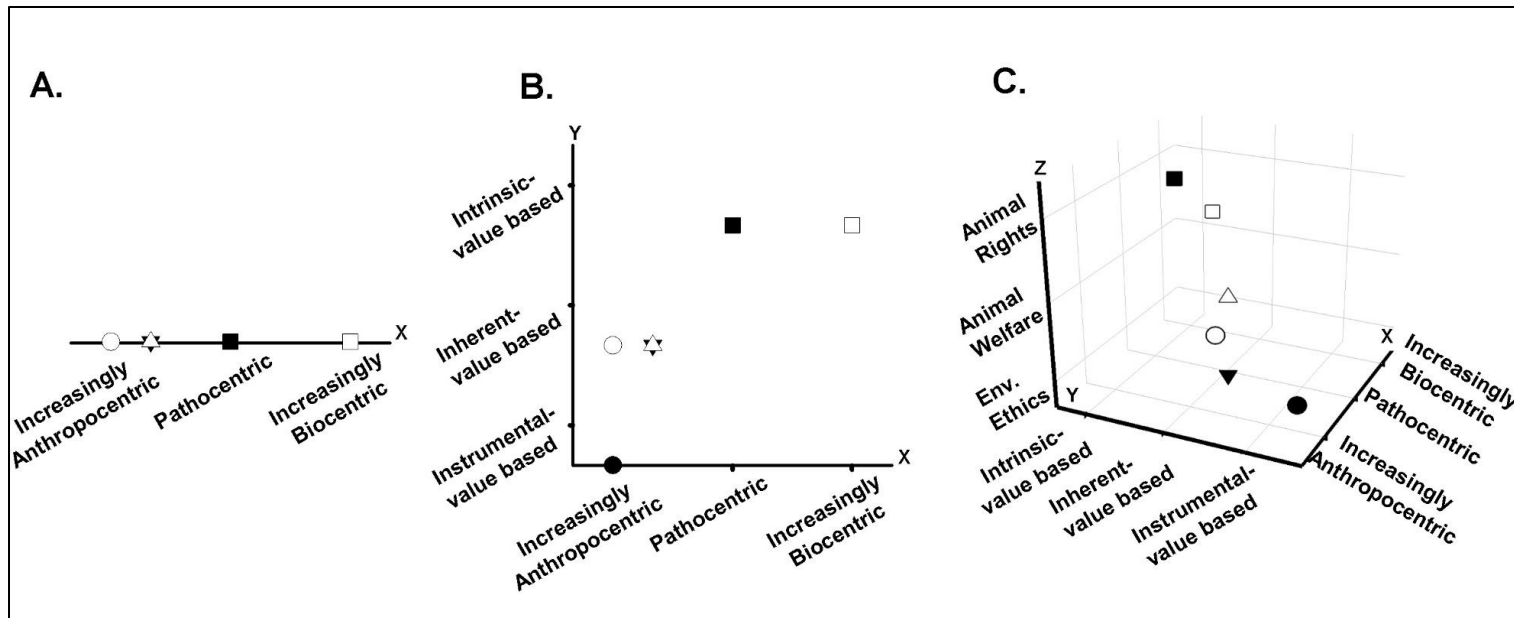 A.
X
Increasingly
Anthropocentric
Pathocentric
Increasingly
Biocentric
B.
Y
Intrinsic-
value based
Inherent-
value based
Instrumental-
value based
X
Increasingly
Anthropocentric
Pathocentric
Increasingly
Biocentric
C.
Z
Animal
Rights
Animal
Welfare
Env.
Ethics
Y
Intrinsic-
value based
Inherent-
value based
Instrumental-
value based
X
Increasingly
Biocentric
Pathocentric
Increasingly
Anthropocentric